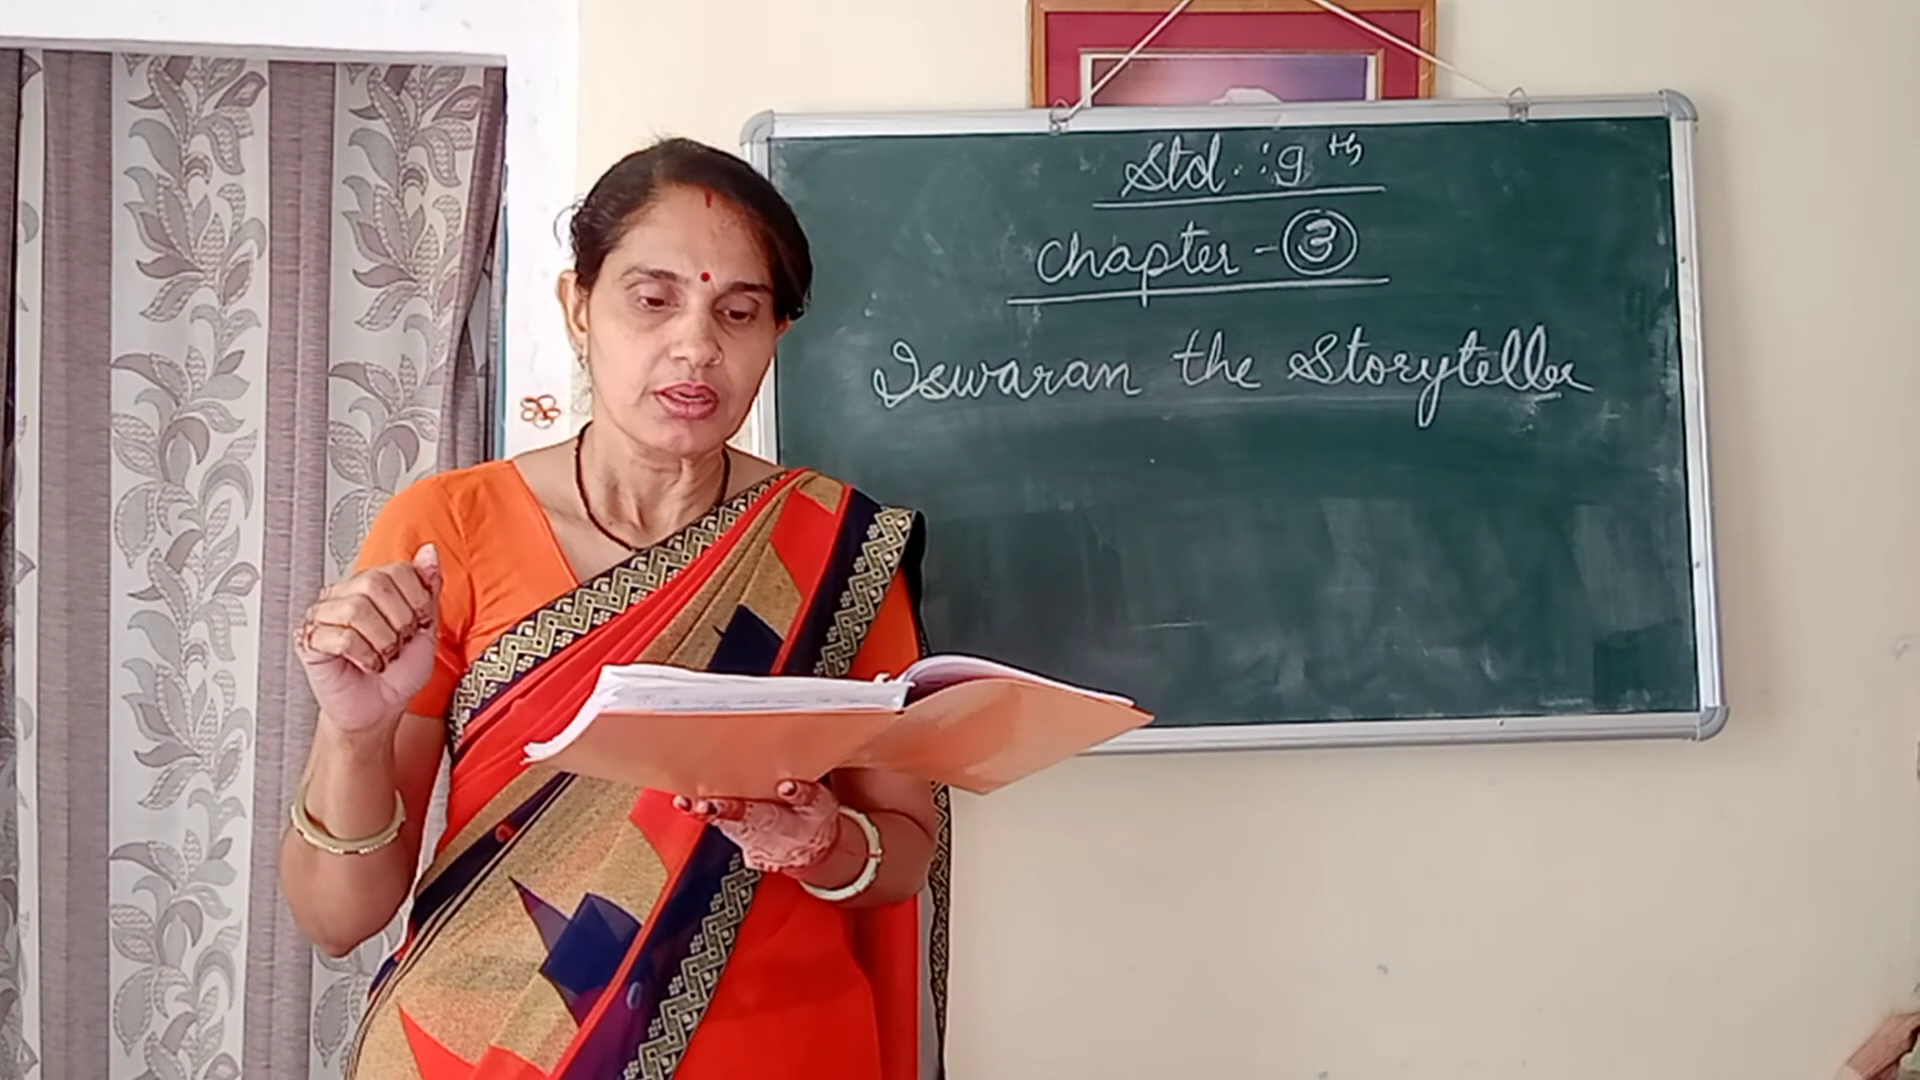 Std. : 9th
Chapter - 3
Iswaran the Storyteller